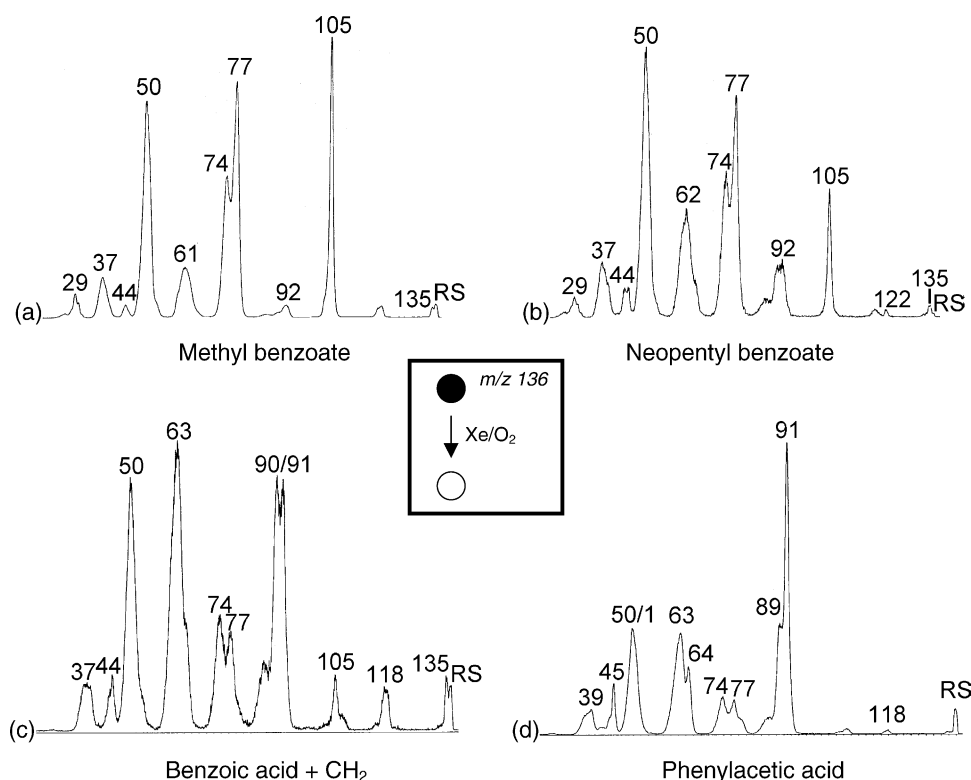 105
77
50
74
61
37
29
44
92
135
RS
(a)
Methyl benzoate
50
77
74
105
62
92
37
29
44
122
135
RS
(b)
Neopentyl benzoate
m/z 136
Xe/O₂
63
50
90/91
74
77
37
44
105
118
135
RS
(c)
Benzoic acid + CH₂
91
50/1
63
89
64
45
39
74
77
118
RS
(d)
Phenylacetic acid